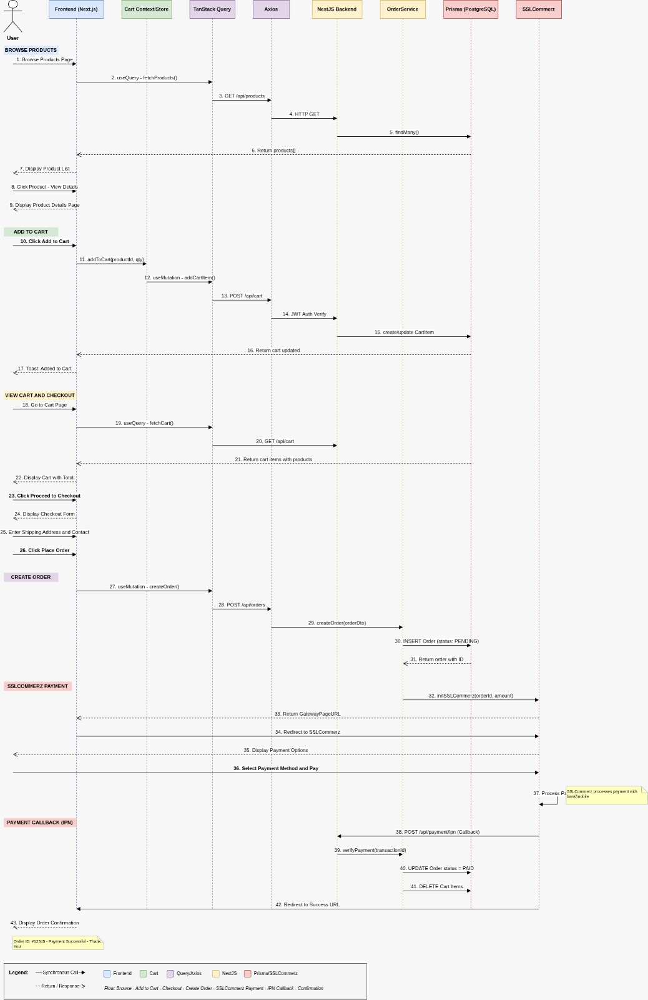 Frontend (Next.js)
Cart Context/Store
TanStack Query
Axios
NestJS Backend
OrderService
Prisma (PostgreSQL)
SSLCommerz
User
BROWSE PRODUCTS
1. Browse Products Page
2. useQuery - fetchProducts()
3. GET /api/products
4. HTTP GET
5. findMany()
6. Return products[]
7. Display Product List
8. Click Product - View Details
9. Display Product Details Page
ADD TO CART
10. Click Add to Cart
11. addToCart(productId, qty)
12. useMutation - addCartItem()
13. POST /api/cart
14. JWT Auth Verify
15. create/update CartItem
16. Return cart updated
17. Toast: Added to Cart
VIEW CART AND CHECKOUT
18. Go to Cart Page
19. useQuery - fetchCart()
20. GET /api/cart
21. Return cart items with products
22. Display Cart with Total
23. Click Proceed to Checkout
24. Display Checkout Form
25. Enter Shipping Address and Contact
26. Click Place Order
CREATE ORDER
27. useMutation - createOrder()
28. POST /api/orders
29. createOrder(orderDto)
30. INSERT Order (status: PENDING)
31. Return order with ID
SSLCOMMERZ PAYMENT
32. initSSLCommerz(orderId, amount)
33. Return GatewayPageURL
34. Redirect to SSLCommerz
35. Display Payment Options
36. Select Payment Method and Pay
37. Process
SSLCommerz processes payment with
bank/mobile
PAYMENT CALLBACK (IPN)
38. POST /api/payment/ipn (Callback)
39. verifyPayment(transactionId)
40. UPDATE Order status = PAID
41. DELETE Cart Items
42. Redirect to Success URL
43. Display Order Confirmation
Order ID: #12345 - Payment Successful - Thank
You!
Legend:
Synchronous Call
Frontend
Cart
Query/Axios
NestJS
Prisma/SSLCommerz
Return / Response
Flow: Browse - Add to Cart - Checkout - Create Order - SSLCommerz Payment - IPN Callback - Confirmation